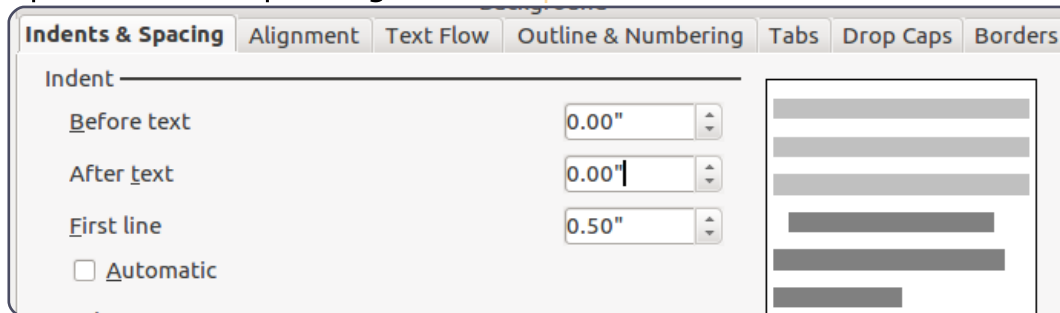 Indents & Spacing Alignment Text Flow Outline & Numbering Tabs Drop Caps Borders
Indent
Before text 0.00"
After text 0.00"
First line 0.50"
Automatic